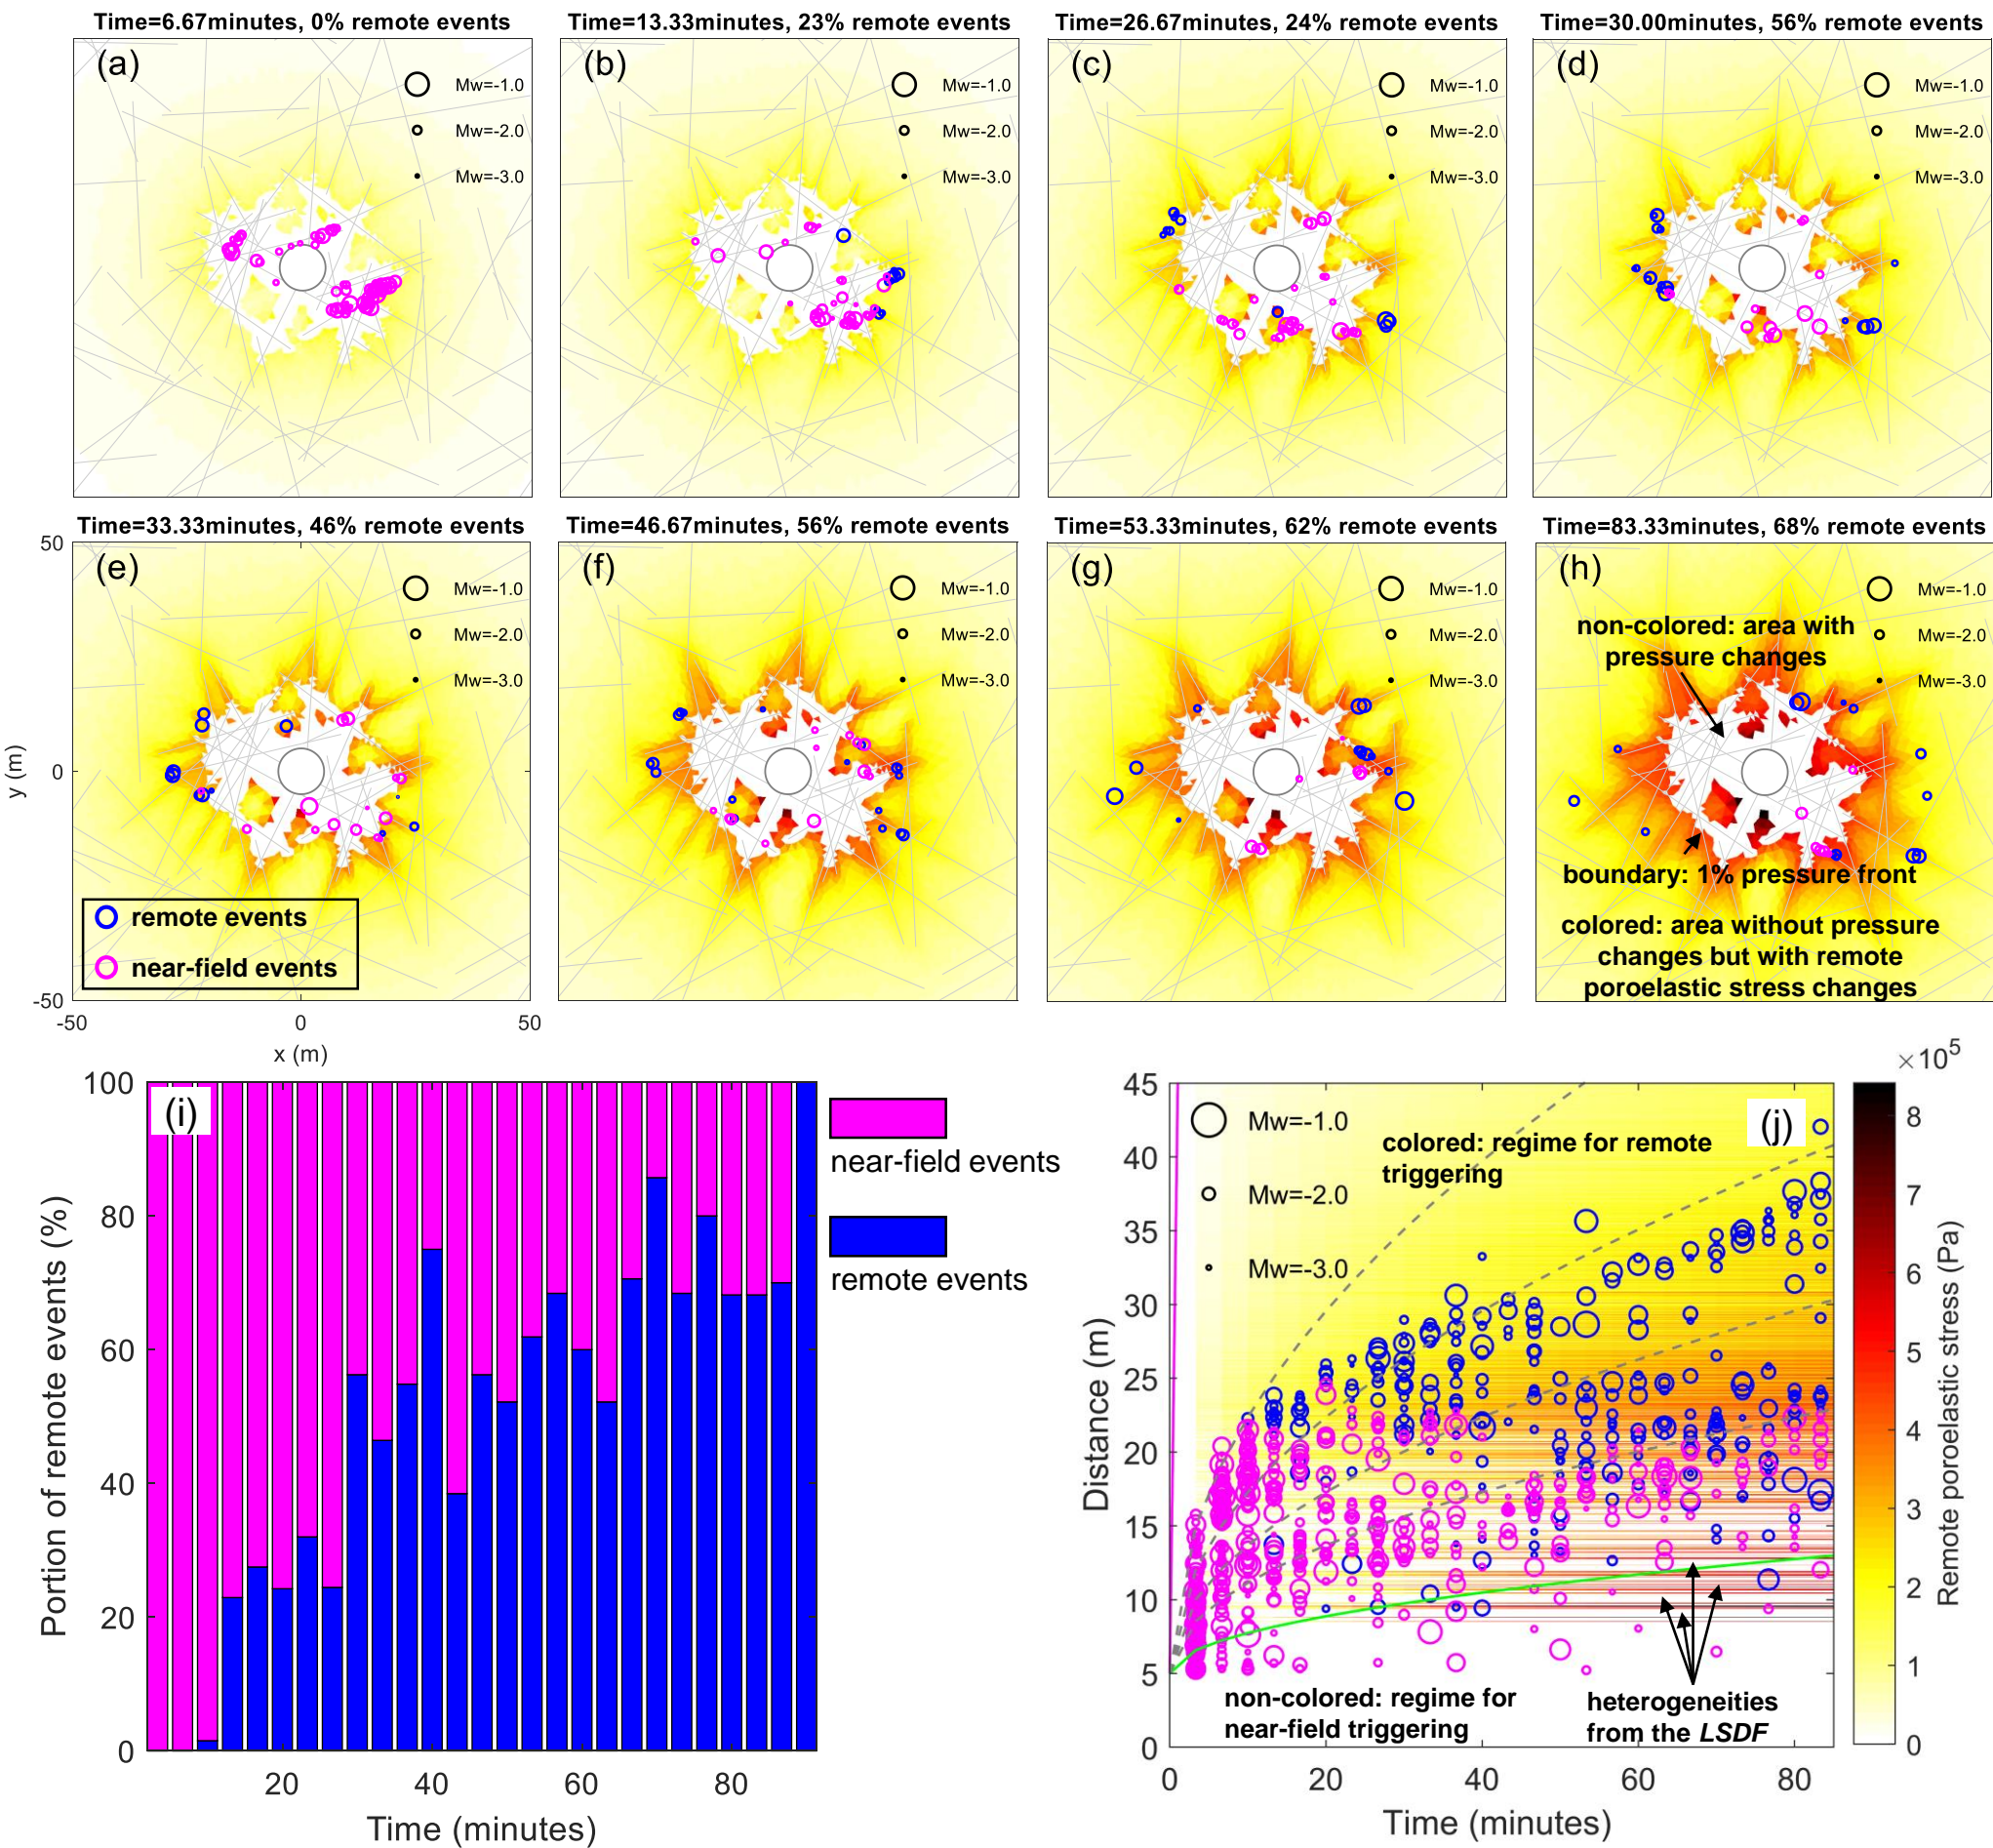 Time=6.67minutes, 0% remote events
(a)
Mw=-1.0
Mw=-2.0
Mw=-3.0
Time=13.33minutes, 23% remote events
(b)
Mw=-1.0
Mw=-2.0
Mw=-3.0
Time=26.67minutes, 24% remote events
(c)
Mw=-1.0
Mw=-2.0
Mw=-3.0
Time=30.00minutes, 56% remote events
(d)
Mw=-1.0
Mw=-2.0
Mw=-3.0
Time=33.33minutes, 46% remote events
(e)
Mw=-1.0
Mw=-2.0
Mw=-3.0
remote events
near-field events
50
0
-50
y (m)
-50
0
50
x (m)
Time=46.67minutes, 56% remote events
(f)
Mw=-1.0
Mw=-2.0
Mw=-3.0
Time=53.33minutes, 62% remote events
(g)
Mw=-1.0
Mw=-2.0
Mw=-3.0
Time=83.33minutes, 68% remote events
(h)
Mw=-1.0
Mw=-2.0
Mw=-3.0
non-colored: area with
pressure changes
boundary: 1% pressure front
colored: area without pressure
changes but with remote
poroelastic stress changes
(i)
100
80
60
40
20
0
Portion of remote events (%)
20
40
60
80
Time (minutes)
near-field events
remote events
(j)
Mw=-1.0
Mw=-2.0
Mw=-3.0
colored: regime for remote
triggering
non-colored: regime for
near-field triggering
heterogeneities
from the LSDF
45
40
35
30
25
20
15
10
5
0
Distance (m)
0
20
40
60
80
Time (minutes)
×10^5
8
7
6
5
4
3
2
1
0
Remote poroelastic stress (Pa)